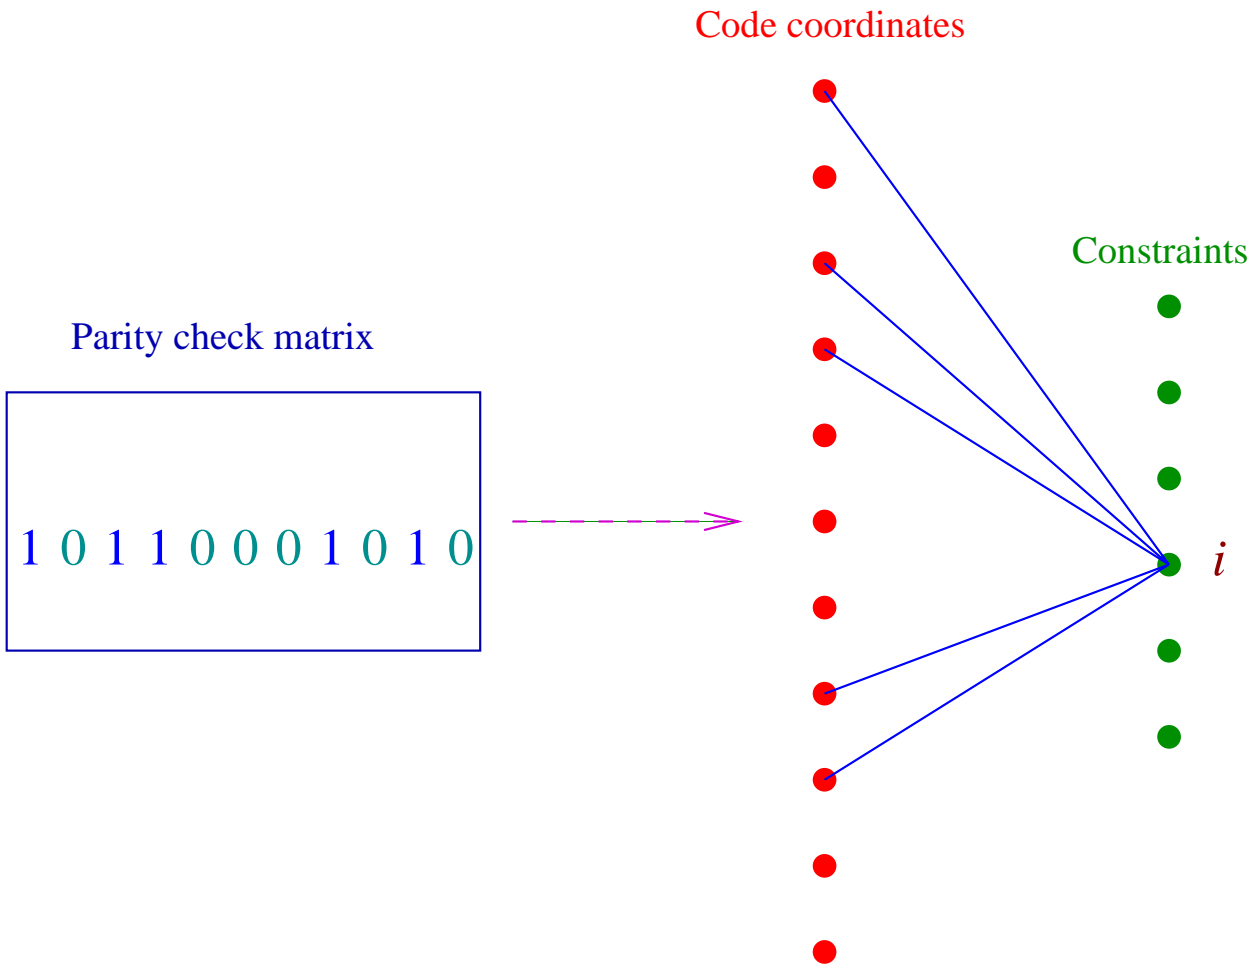 Code coordinates
Constraints
Parity check matrix
1 0 1 1 0 0 0 1 0 1 0
i